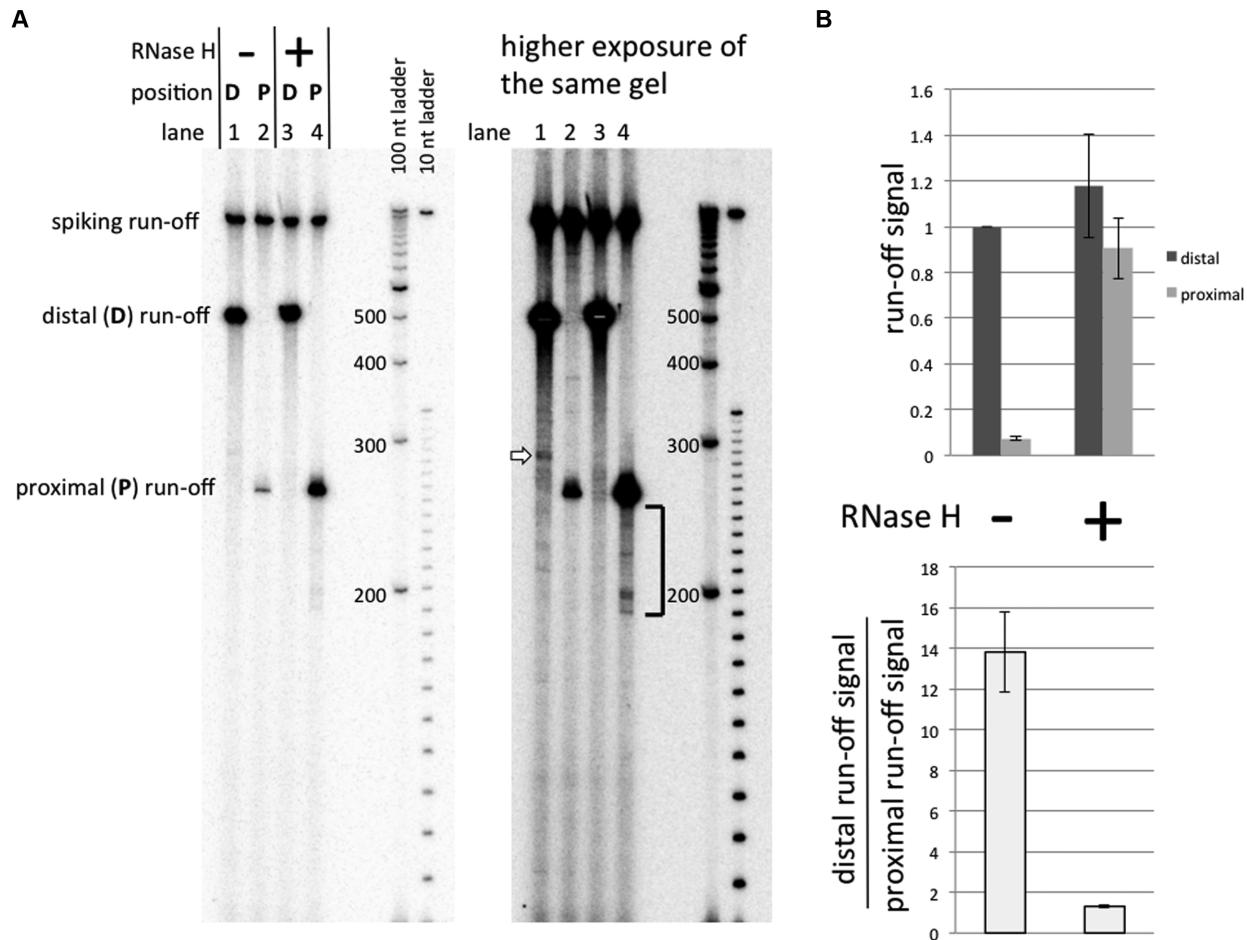 A
RNase H - +
position D P D P
lane 1 2 3 4
100 nt ladder
10 nt ladder
spiking run-off
distal (D) run-off
proximal (P) run-off
500
400
300
200
higher exposure of
the same gel
lane 1 2 3 4
500
400
300
200
B
run-off signal
1.6
1.4
1.2
1
0.8
0.6
0.4
0.2
0
distal
proximal
RNase H - +
distal run-off signal
proximal run-off signal
18
16
14
12
10
8
6
4
2
0